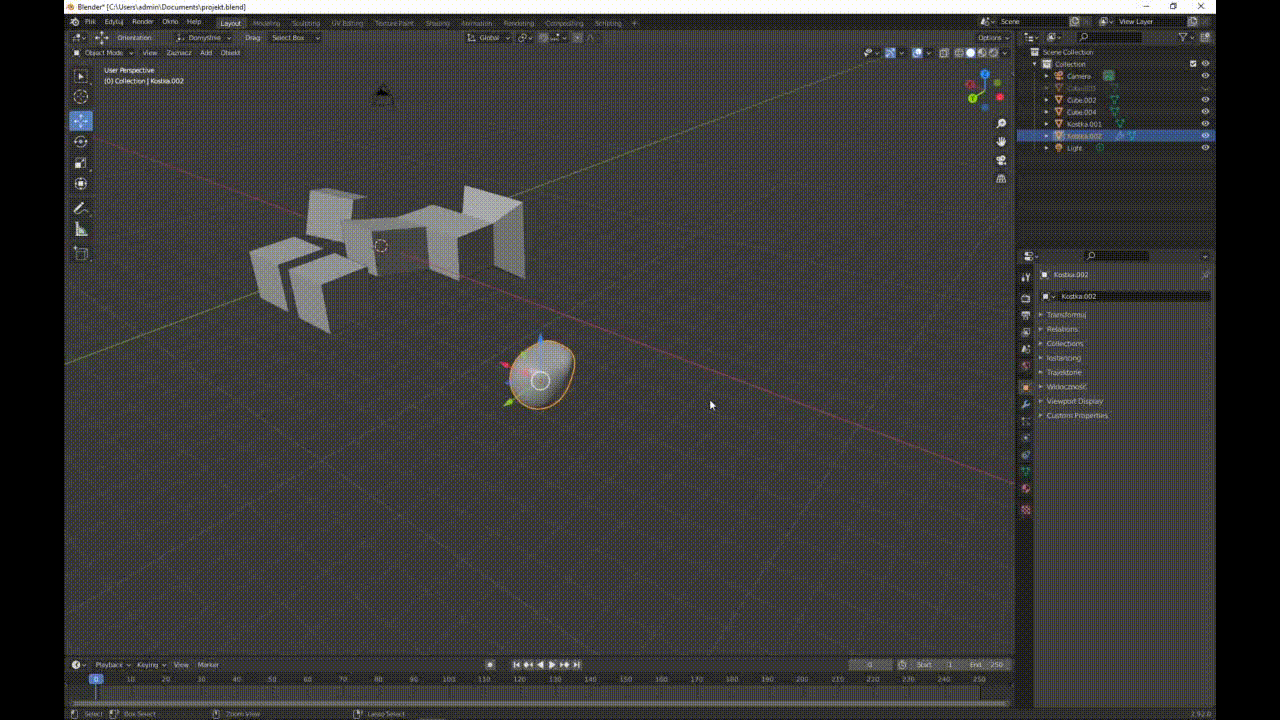 Blender* [C:\Users\admin\Documents\projekt.blend]
Plik Edytuj Render Okno Help Layout Modeling Sculpting UV Editing Texture Paint Shading Animation Rendering Compositing Scripting + Scene View Layer
Orientation: Domyślnie Drag: Select Box Global Options
Object Mode View Zaznacz Add Obiekt
User Perspective
(0) Collection | Kostka.002
Scene Collection
Collection
Camera
Cube.002
Cube.004
Kostka.001
Kostka.002
Light
Kostka.002
Kostka.002
Transformuj
Relations
Collections
Instancing
Widoczność
Viewport Display
Custom Properties
Playback Keying View Marker 0 Start 1 End 250
0 10 20 30 40 50 60 70 80 90 100 110 120 130 140 150 160 170 180 190 200 210 220 230 240 250
Select Box Select Zoom View Lasso Select 2.92.0